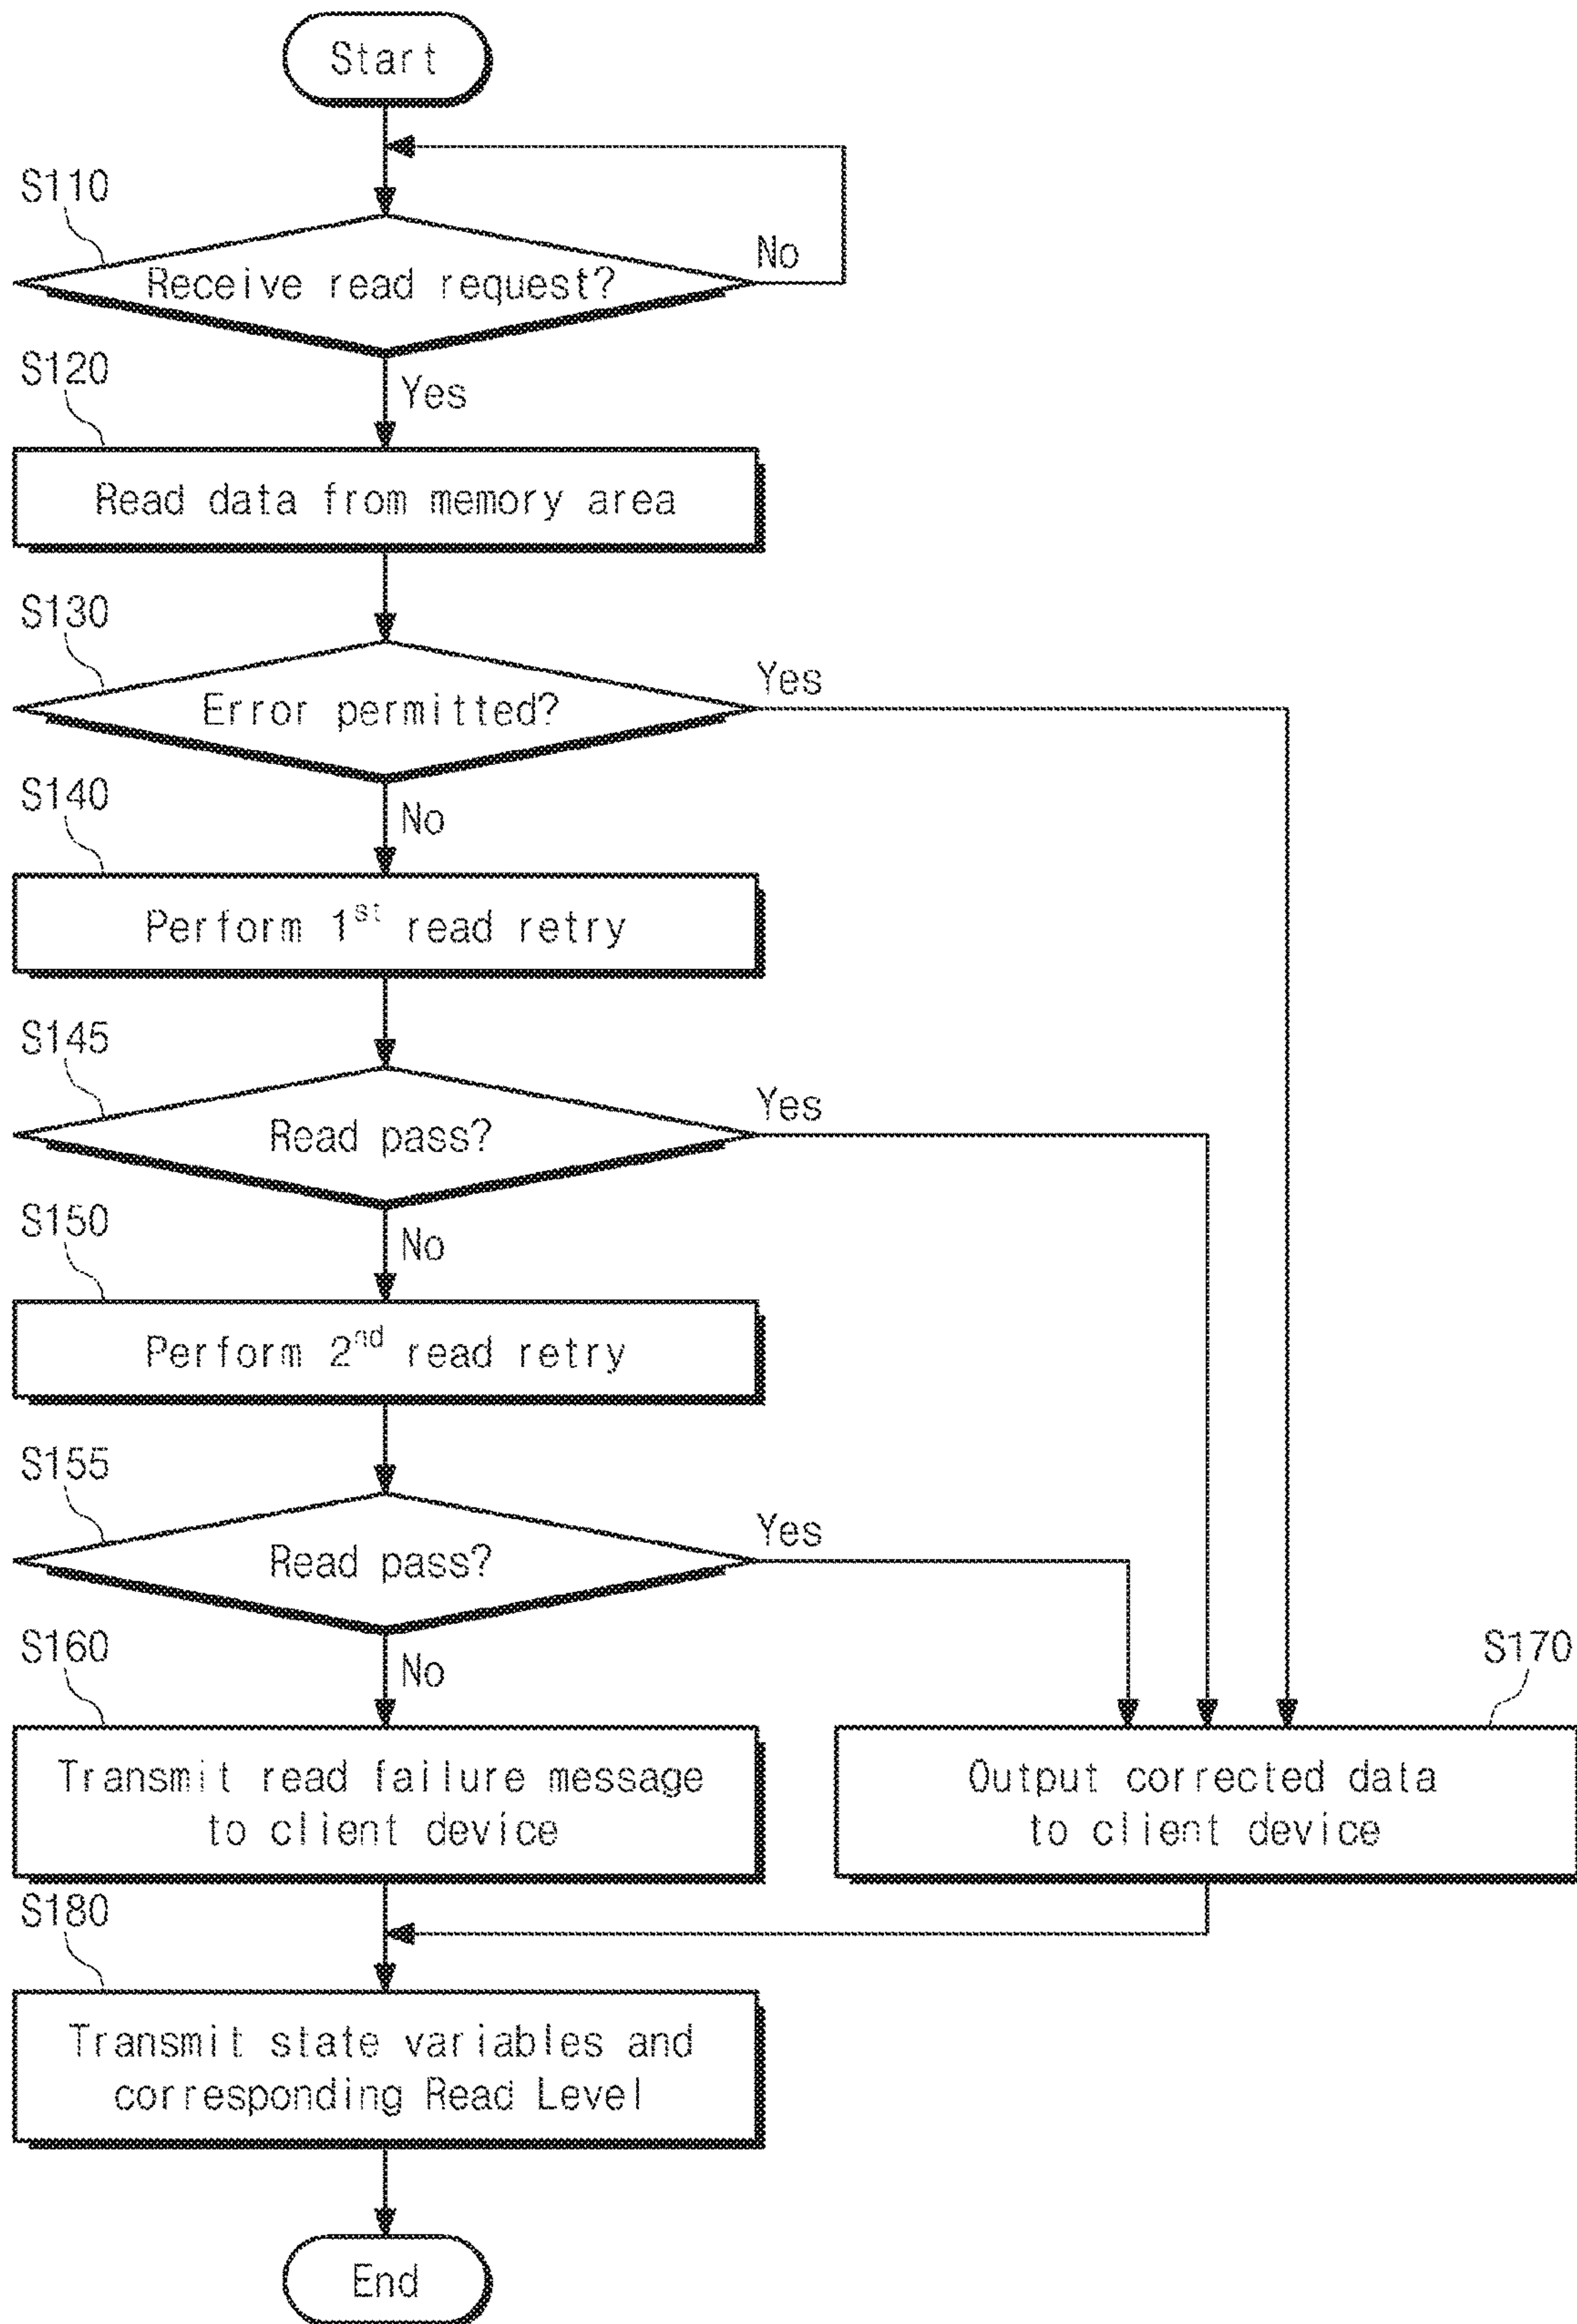 Start
S110
No
Receive read request?
S120
Yes
Read data from memory area
S130
Yes
Error permitted?
S140
No
Perform 1st read retry
S145
Yes
Read pass?
S150
No
Perform 2nd read retry
S155
Yes
Read pass?
S160
No
S170
Transmit read failure message
to client device
Output corrected data
to client device
S180
Transmit state variables and
corresponding Read Level
End